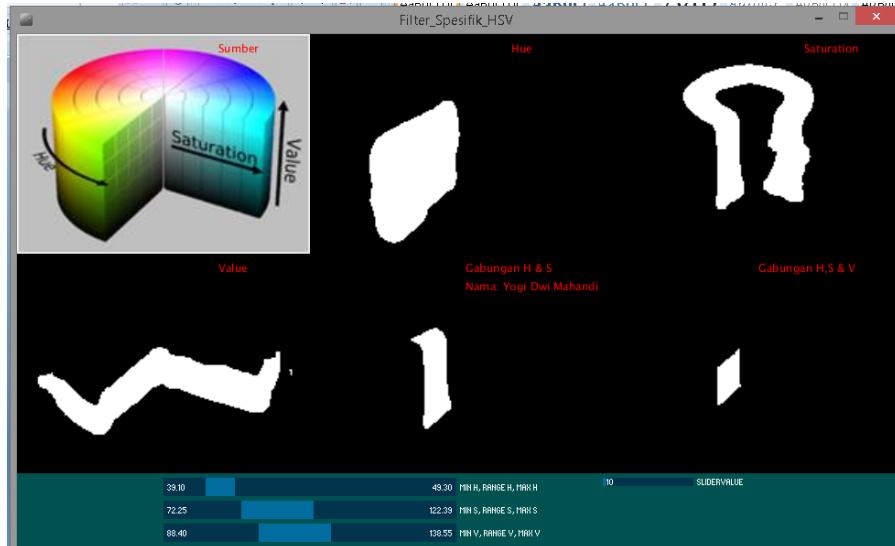 Filter_Spesifik_HSV
Sumber
Hue
Saturation
Hue
Saturation
Value
Value
Gabungan H & S
Gabungan H,S & V
Nama: Yogi Dwi Mahandi
39.10
49.30
MIN H, RANGE H, MAX H
10
SLIDERVALUE
72.25
122.39
MIN S, RANGE S, MAX S
88.40
138.55
MIN V, RANGE V, MAX V